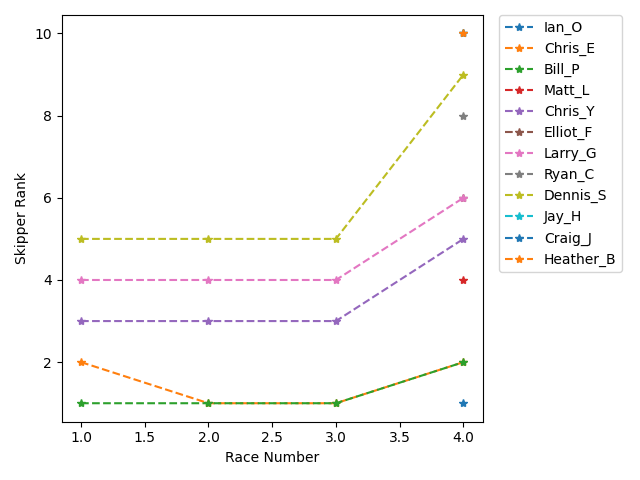 10
8
6
4
2
Skipper Rank
1.0
1.5
2.0
2.5
3.0
3.5
4.0
Race Number
Ian_O
Chris_E
Bill_P
Matt_L
Chris_Y
Elliot_F
Larry_G
Ryan_C
Dennis_S
Jay_H
Craig_J
Heather_B